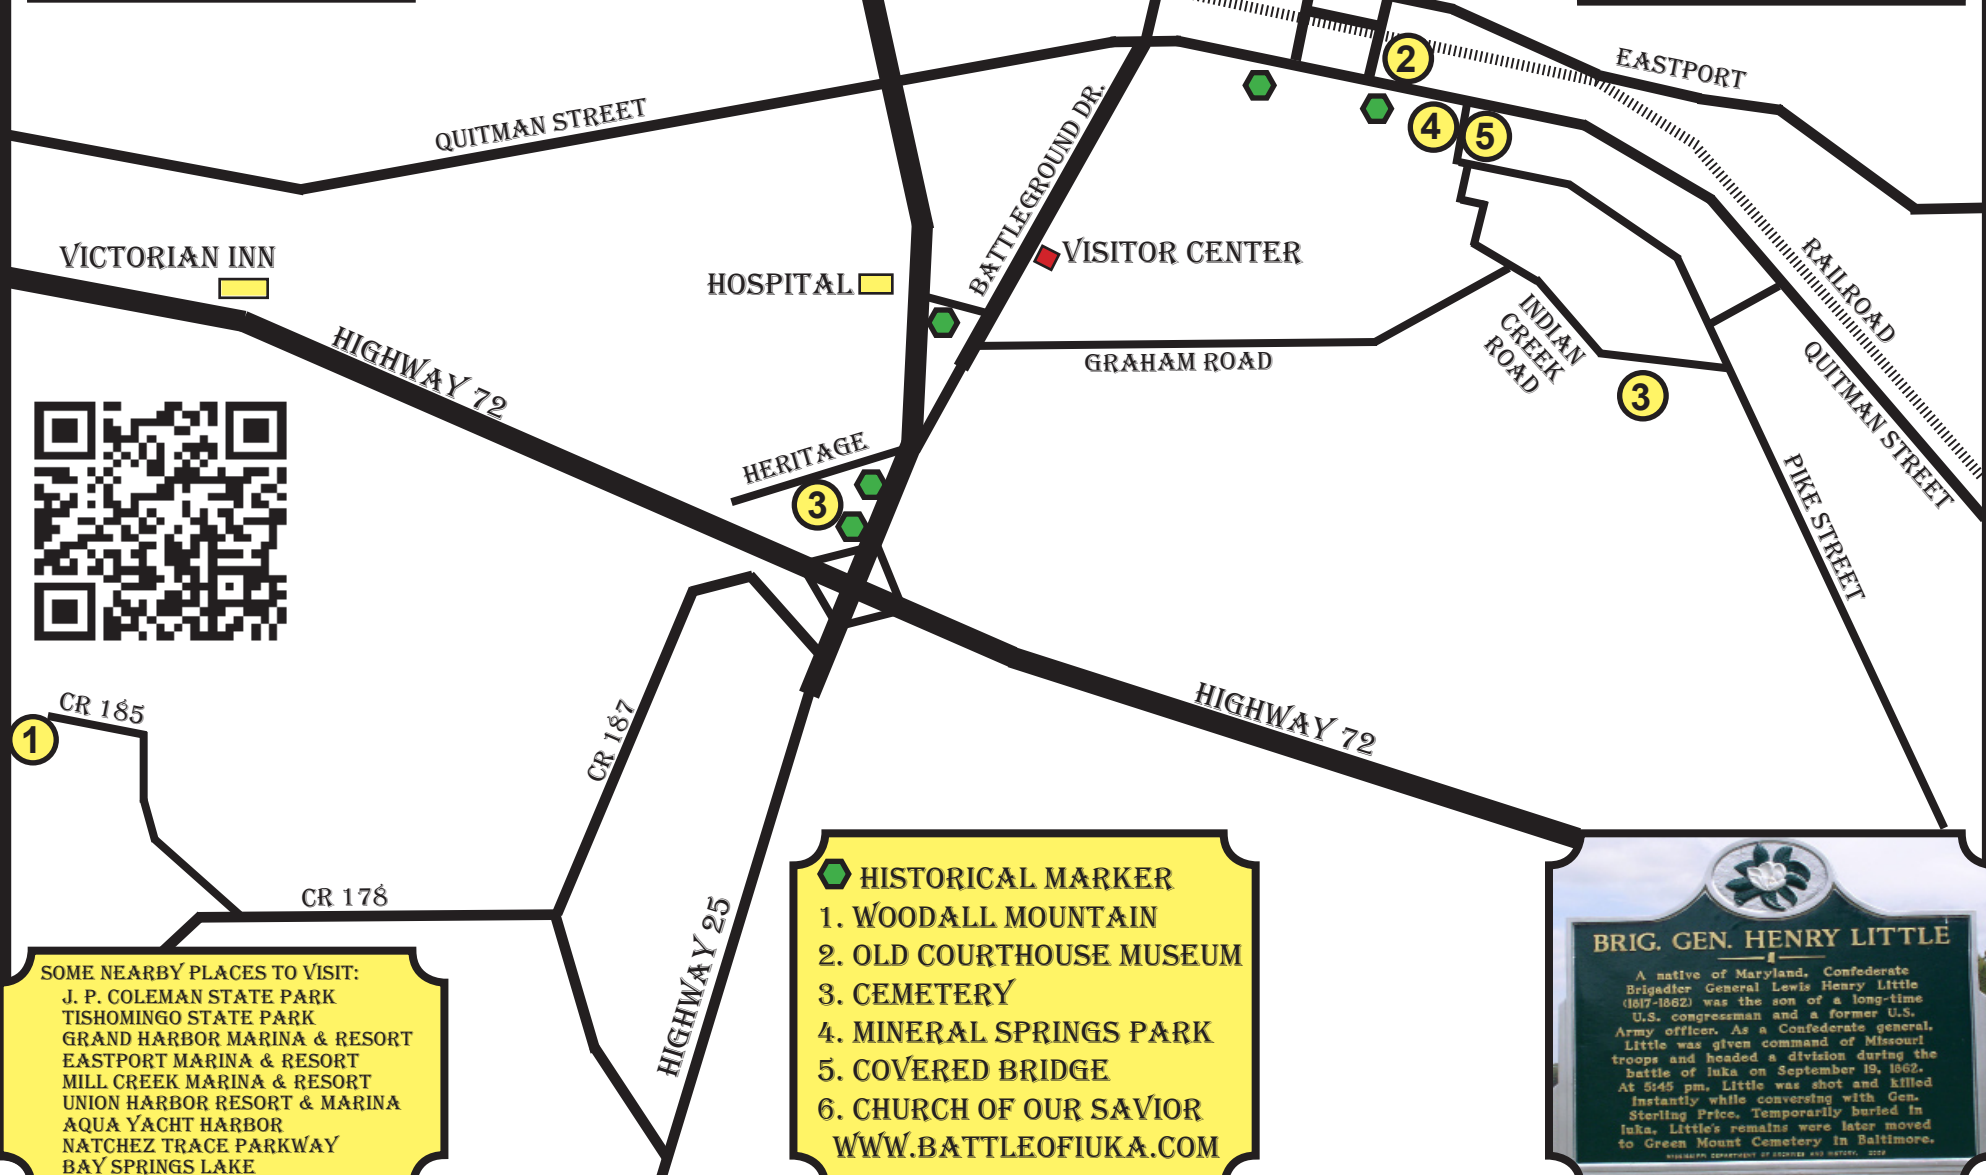 EASTPORT
2
QUITMAN STREET
BATTLEGROUND DR.
4
5
VICTORIAN INN
HOSPITAL
VISITOR CENTER
RAILROAD
HIGHWAY 72
GRAHAM ROAD
INDIAN
CREEK
ROAD
3
QUITMAN STREET
HERITAGE
3
PIKE STREET
CR 185
1
CR 187
HIGHWAY 72
CR 178
HIGHWAY 25
HISTORICAL MARKER
1. WOODALL MOUNTAIN
2. OLD COURTHOUSE MUSEUM
3. CEMETERY
4. MINERAL SPRINGS PARK
5. COVERED BRIDGE
6. CHURCH OF OUR SAVIOR
WWW.BATTLEOFIUKA.COM
SOME NEARBY PLACES TO VISIT:
J. P. COLEMAN STATE PARK
TISHOMINGO STATE PARK
GRAND HARBOR MARINA & RESORT
EASTPORT MARINA & RESORT
MILL CREEK MARINA & RESORT
UNION HARBOR RESORT & MARINA
AQUA YACHT HARBOR
NATCHEZ TRACE PARKWAY
BAY SPRINGS LAKE
BRIG. GEN. HENRY LITTLE
A native of Maryland, Confederate
Brigadier General Lewis Henry Little
(1817-1862) was the son of a long-time
U.S. congressman and a former U.S.
Army officer. As a Confederate general,
Little was given command of Missouri
troops and headed a division during the
battle of Iuka on September 19, 1862.
At 5:45 pm, Little was shot and killed
instantly while conversing with Gen.
Sterling Price. Temporarily buried in
Iuka, Little's remains were later moved
to Green Mount Cemetery in Baltimore.
MISSISSIPPI DEPARTMENT OF ARCHIVES AND HISTORY,